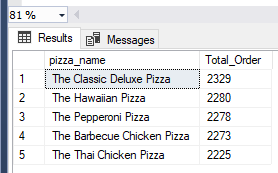 81 %
Results Messages
pizza_name Total_Order
1 The Classic Deluxe Pizza 2329
2 The Hawaiian Pizza 2280
3 The Pepperoni Pizza 2278
4 The Barbecue Chicken Pizza 2273
5 The Thai Chicken Pizza 2225